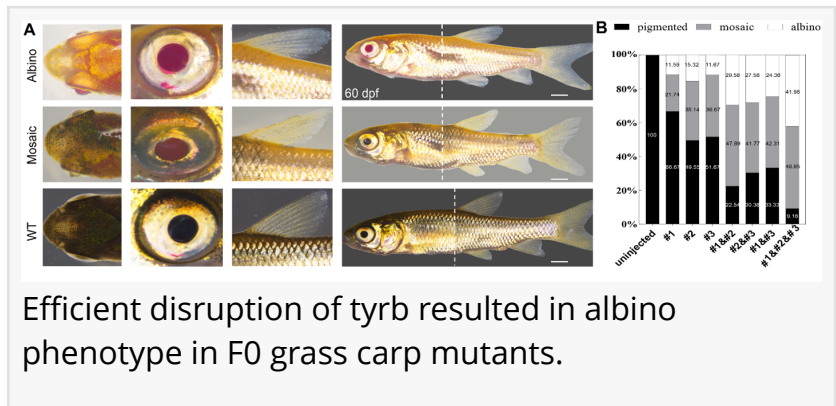 A
B
pigmented mosaic albino
Albino
Mosaic
WT
60 dpf
100%
80%
60%
40%
20%
0%
11.59 15.32 11.67 29.58 27.58 24.36 41.98
21.74 35.14 36.67 47.89 41.77 42.31 48.85
100 66.67 49.55 51.67 22.54 30.38 33.33 9.16
uninjected #1 #2 #3 #1&#2 #2&#3 #1&#3 #1&#2&#3
Efficient disruption of tyrb resulted in albino
phenotype in F0 grass carp mutants.